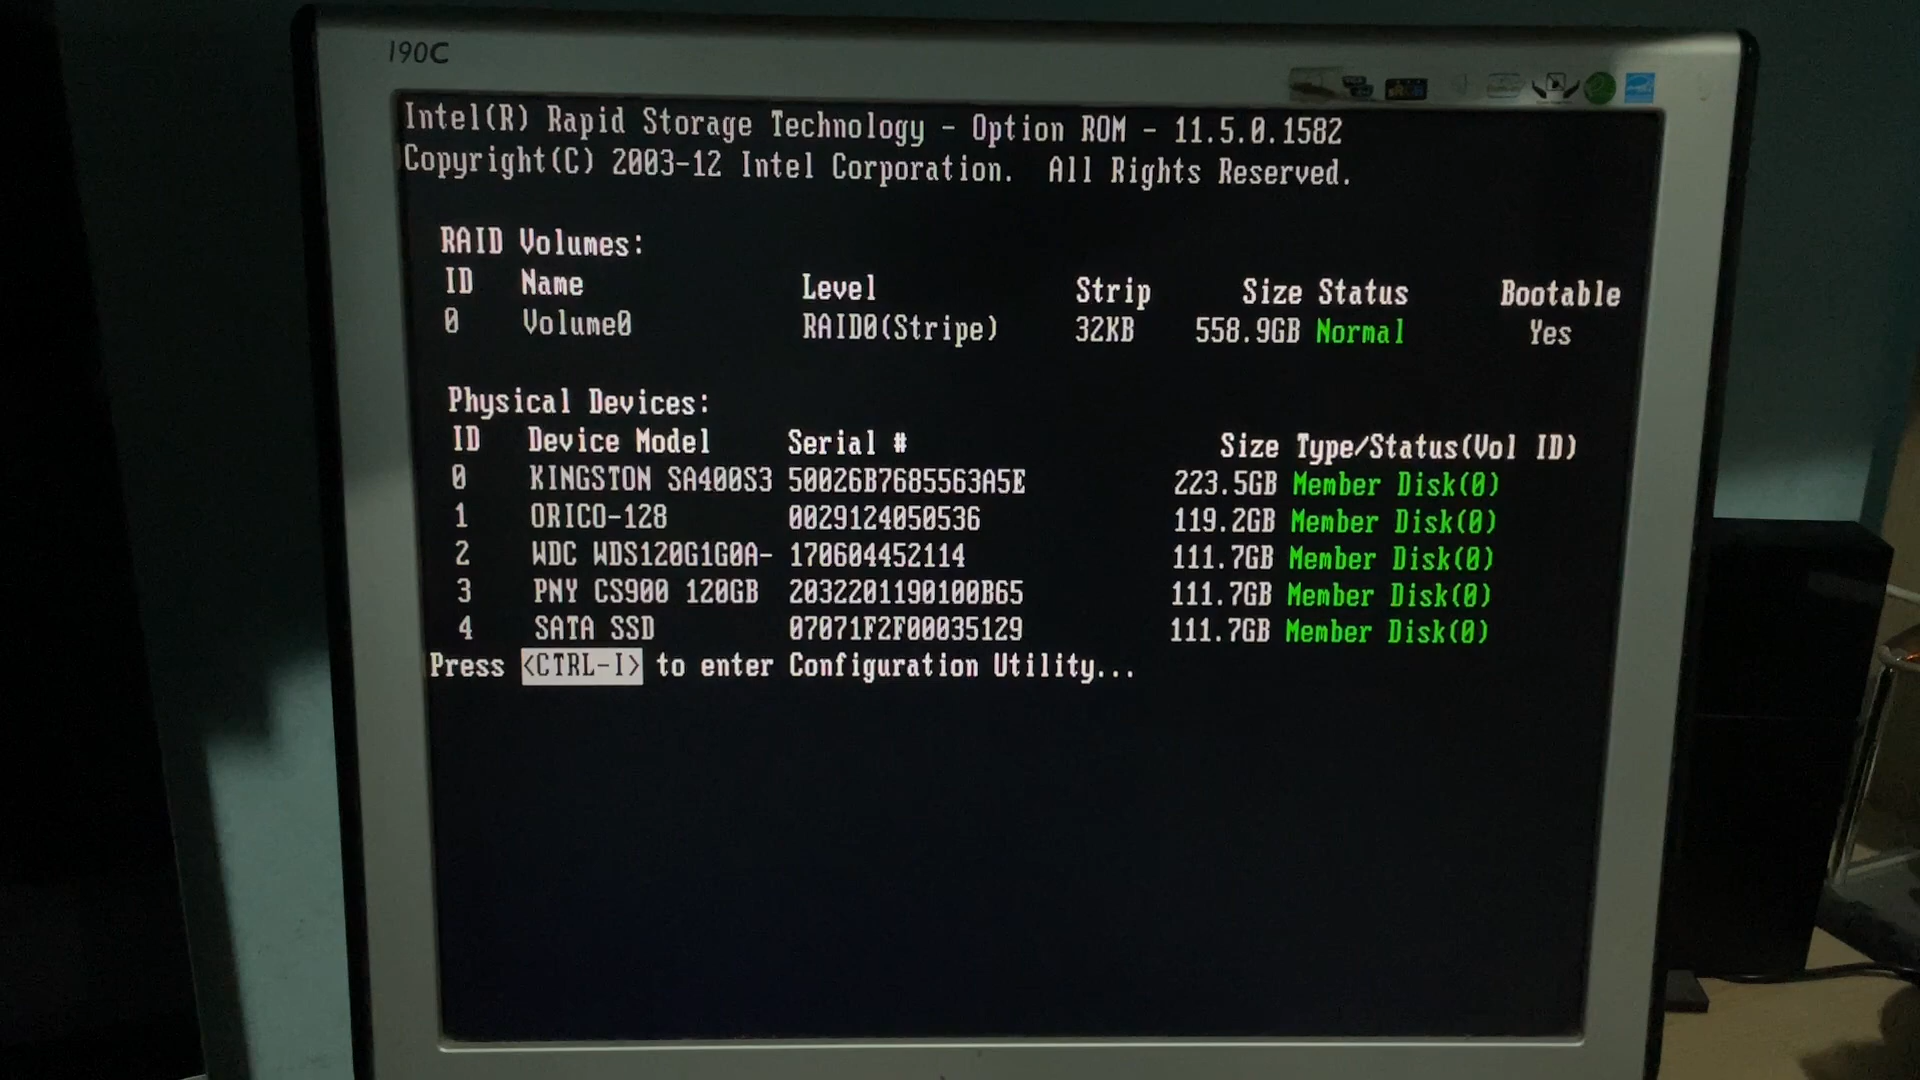 190C
Intel(R) Rapid Storage Technology - Option ROM - 11.5.0.1582
Copyright(C) 2003-12 Intel Corporation.  All Rights Reserved.
RAID Volumes:
ID Name Level Strip Size Status Bootable
0 Volume0 RAID0(Stripe) 32KB 558.9GB Normal Yes
Physical Devices:
ID Device Model Serial # Size Type/Status(Vol ID)
0 KINGSTON SA400S3 50026B7685563A5E 223.5GB Member Disk(0)
1 ORICO-128 0029124050536 119.2GB Member Disk(0)
2 WDC WDS120G1G0A- 170604452114 111.7GB Member Disk(0)
3 PNY CS900 120GB 2032201190100B65 111.7GB Member Disk(0)
4 SATA SSD 07071F2F00035129 111.7GB Member Disk(0)
Press <CTRL-I> to enter Configuration Utility...